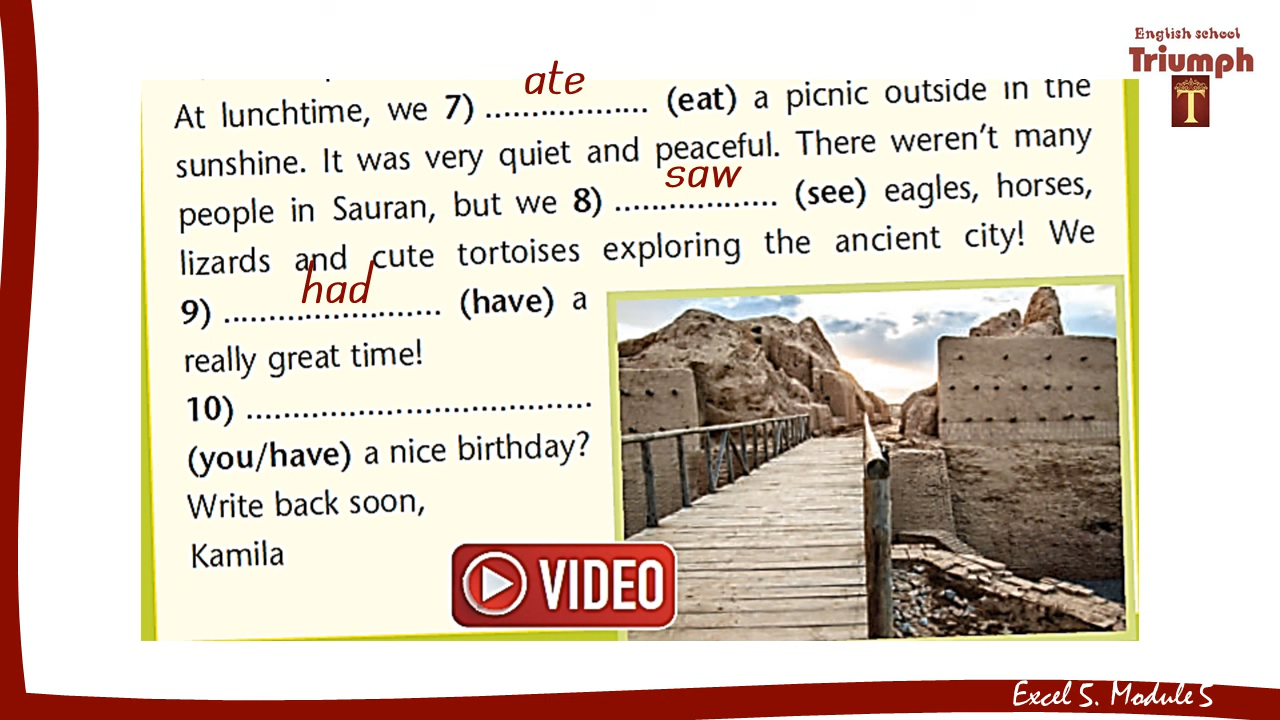 English school
Triumph
T
ate
At lunchtime, we 7) .................. (eat) a picnic outside in the
sunshine. It was very quiet and peaceful. There weren't many
saw
people in Sauran, but we 8) .................. (see) eagles, horses,
lizards and cute tortoises exploring the ancient city! We
had
9) ........................ (have) a
really great time!
10) ......................................
(you/have) a nice birthday?
Write back soon,
Kamila
VIDEO
Excel 5. Module 5